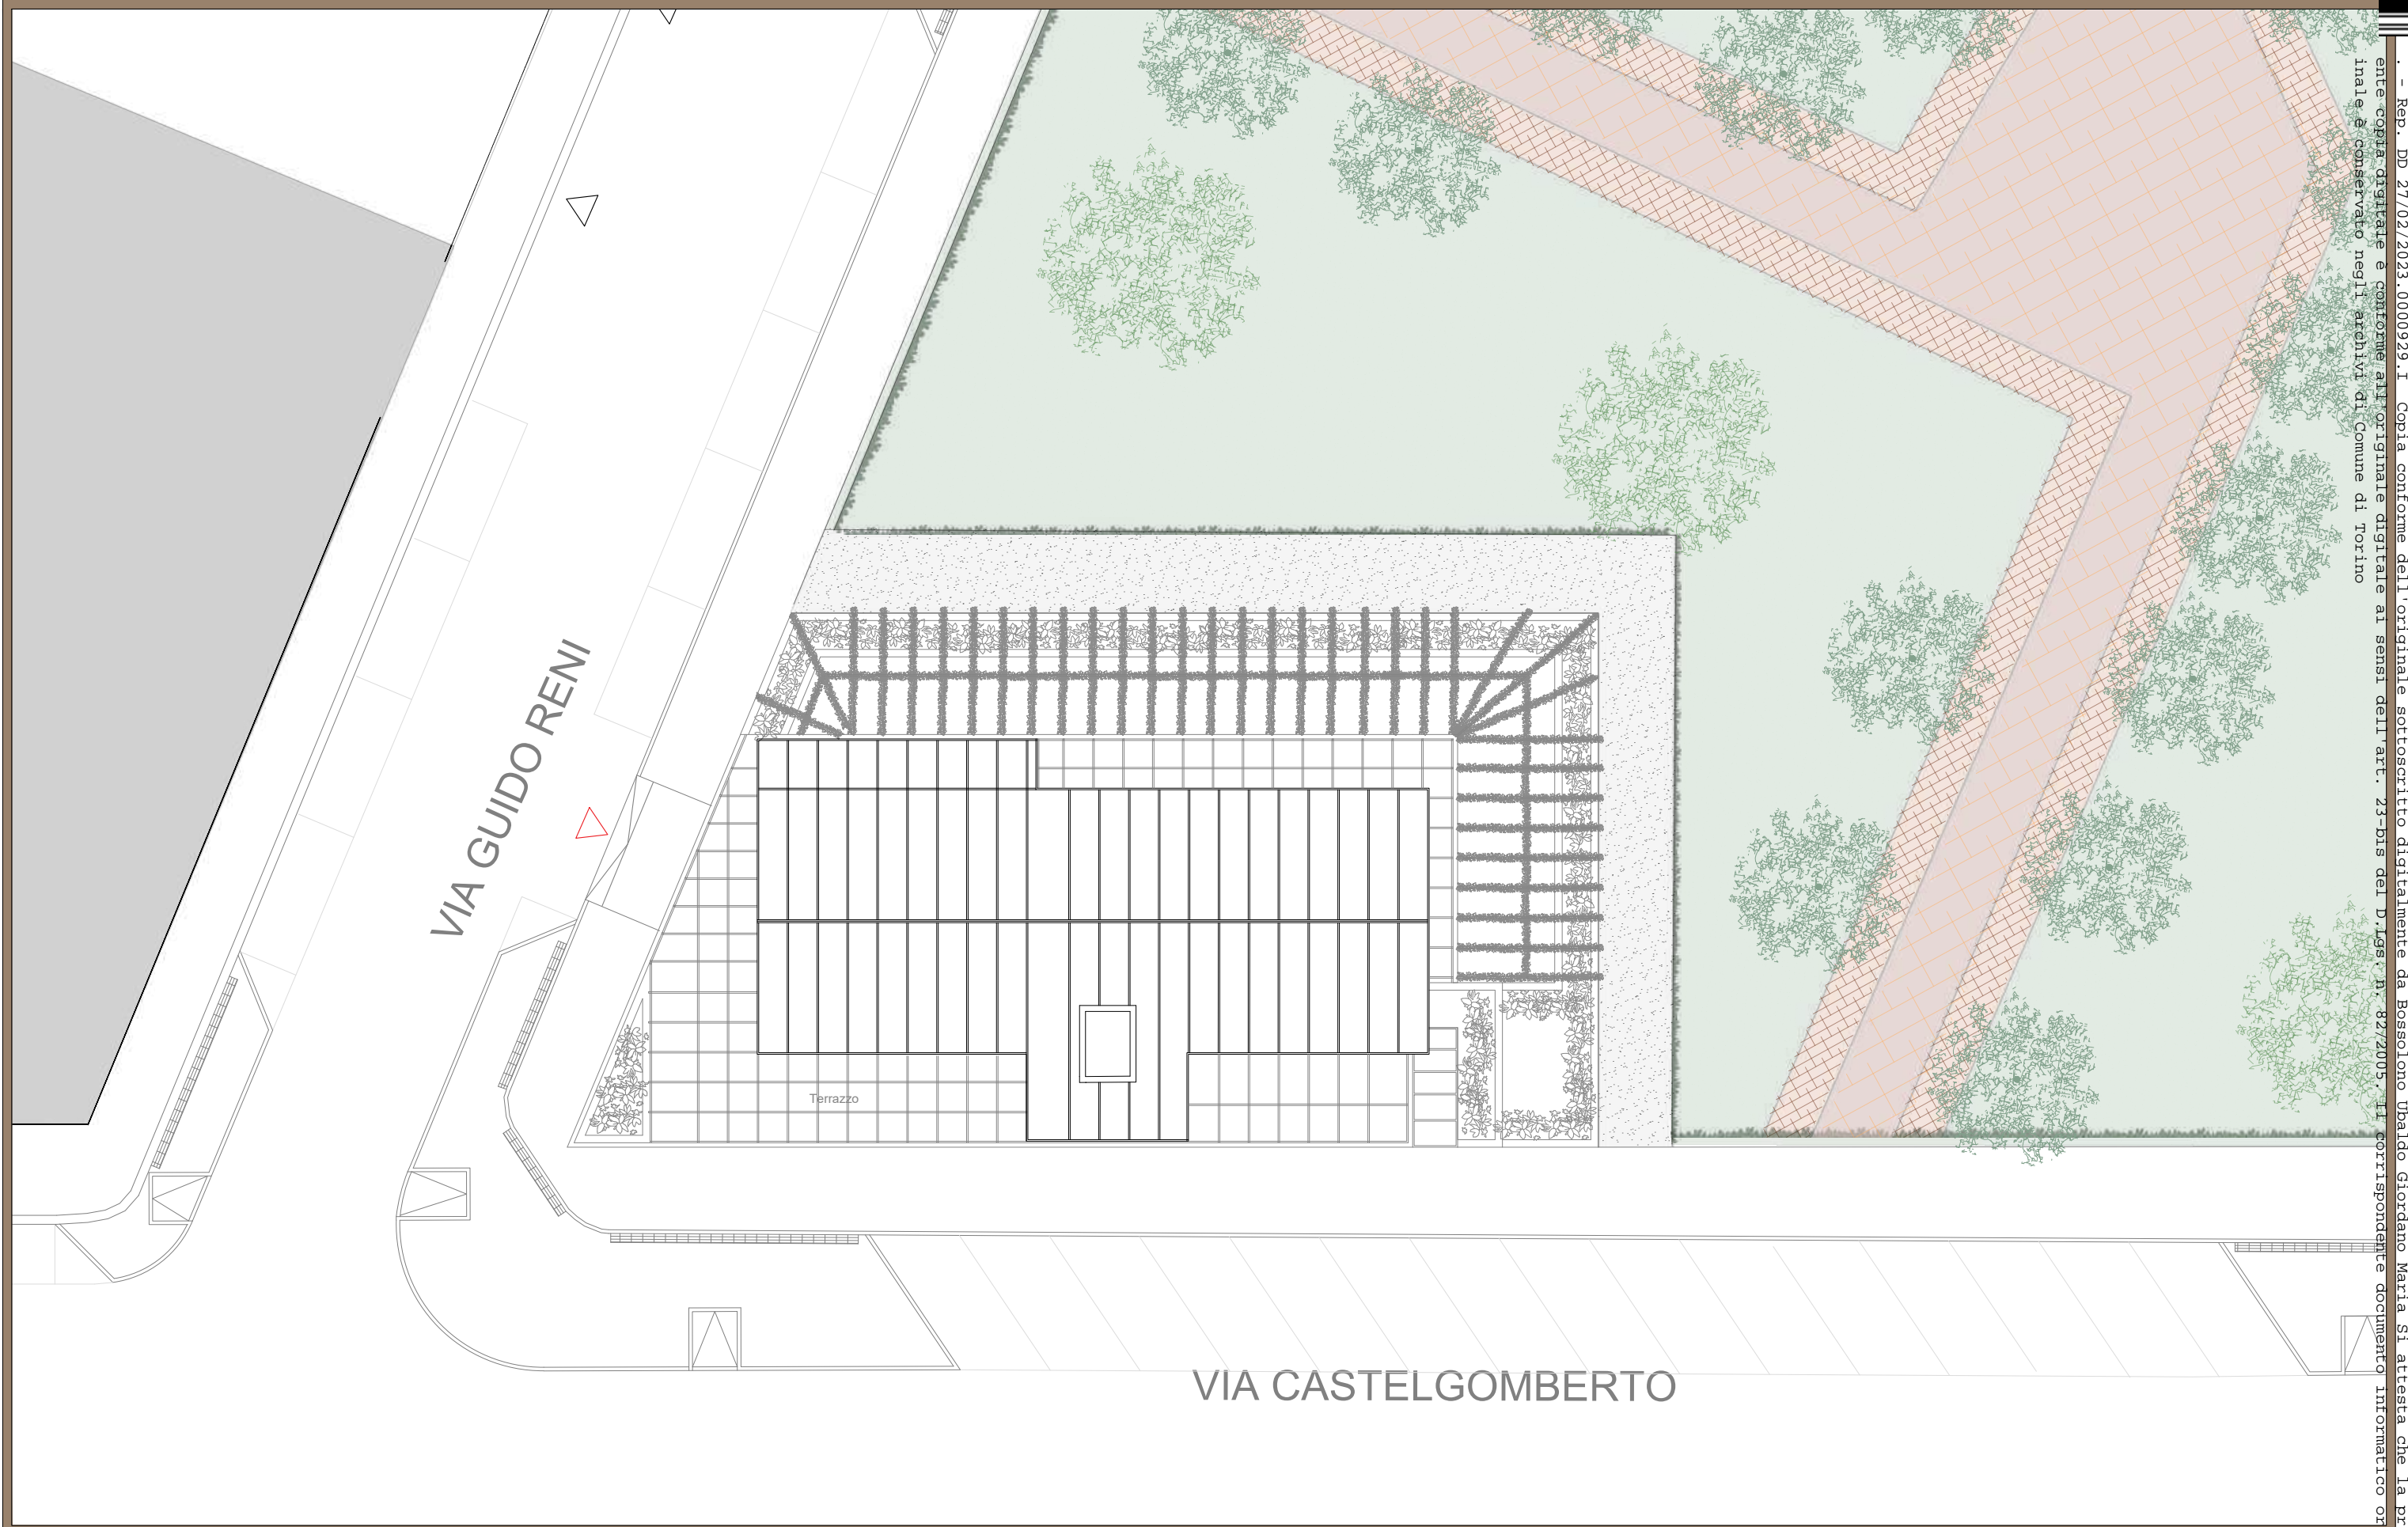 . - Rep. DD 27/02/2023.0000929.I Copia conforme dell'originale sottoscritto digitalmente da Bossolono Ubaldo Giordano Maria Si attesta che la pr
ente copia digitale è conforme all'originale digitale ai sensi dell'art. 23-bis del D.Lgs. n. 82/2005. Il corrispondente documento informatico or
inale è conservato negli archivi di Comune di Torino
VIA GUIDO RENI
Terrazzo
VIA CASTELGOMBERTO